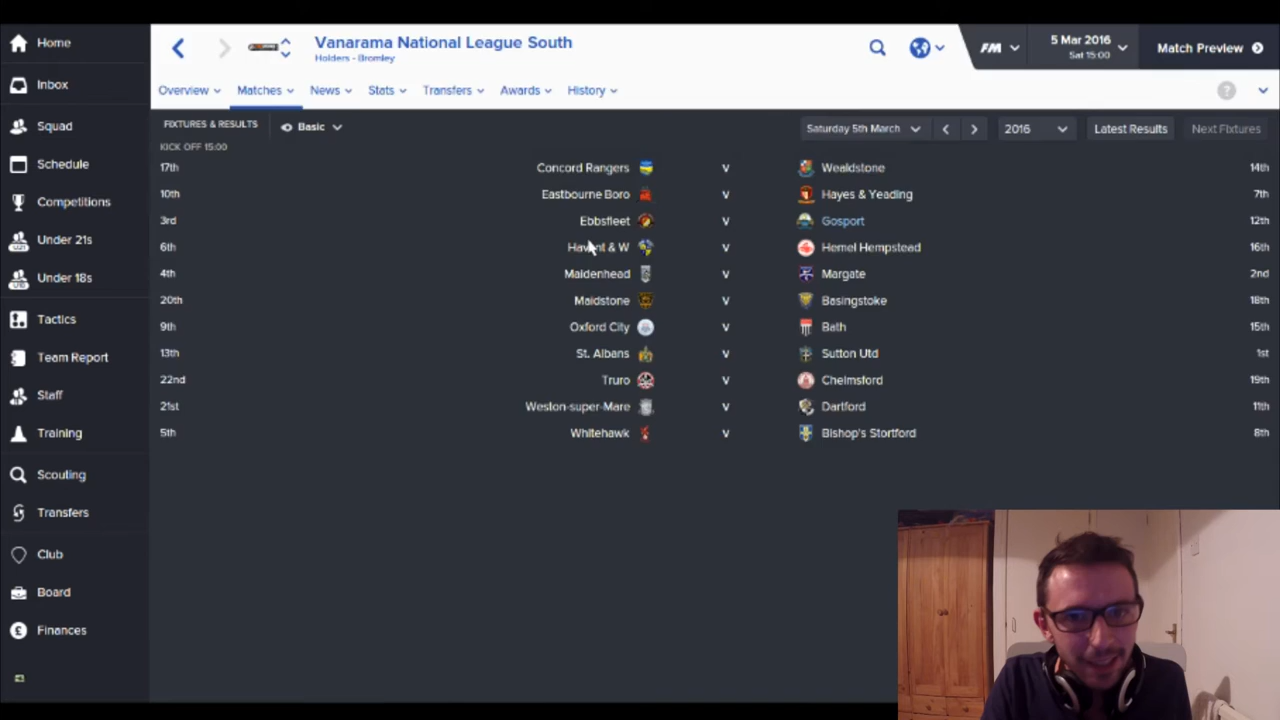 Home
Inbox
Squad
Schedule
Competitions
Under 21s
Under 18s
Tactics
Team Report
Staff
Training
Scouting
Transfers
Club
Board
Finances
Vanarama National League South
Holders - Bromley
FM
5 Mar 2016
Sat 15:00
Match Preview
Overview Matches News Stats Transfers Awards History
FIXTURES & RESULTS Basic Saturday 5th March 2016 Latest Results Next Fixtures
KICK OFF 15:00
17th Concord Rangers v Wealdstone 14th
10th Eastbourne Boro v Hayes & Yeading 7th
3rd Ebbsfleet v Gosport 12th
6th Havant & W v Hemel Hempstead 16th
4th Maidenhead v Margate 2nd
20th Maidstone v Basingstoke 18th
9th Oxford City v Bath 15th
13th St. Albans v Sutton Utd 1st
22nd Truro v Chelmsford 19th
21st Weston-super-Mare v Dartford 11th
5th Whitehawk v Bishop's Stortford 8th